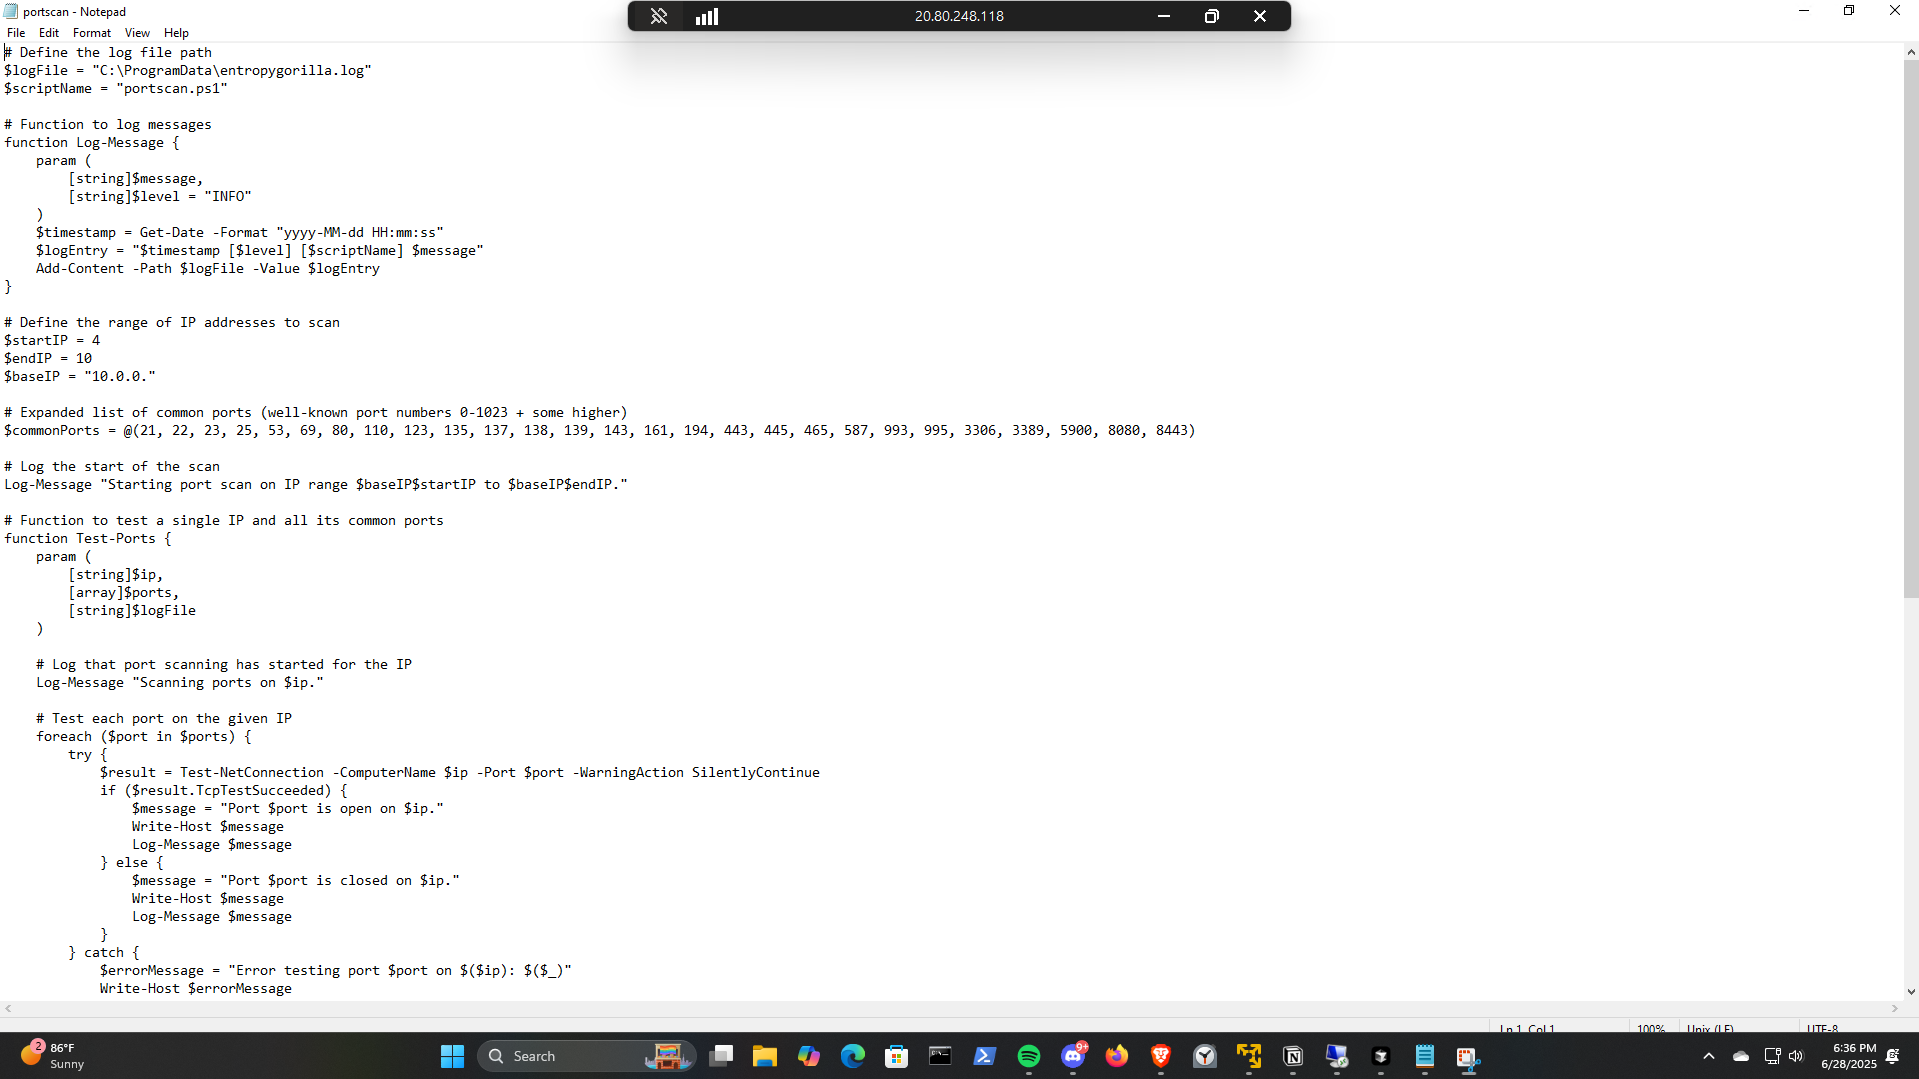 portscan - Notepad
20.80.248.118
File Edit Format View Help
# Define the log file path
$logFile = "C:\ProgramData\entropygorilla.log"
$scriptName = "portscan.ps1"
# Function to log messages
function Log-Message {
    param (
        [string]$message,
        [string]$level = "INFO"
    )
    $timestamp = Get-Date -Format "yyyy-MM-dd HH:mm:ss"
    $logEntry = "$timestamp [$level] [$scriptName] $message"
    Add-Content -Path $logFile -Value $logEntry
}
# Define the range of IP addresses to scan
$startIP = 4
$endIP = 10
$baseIP = "10.0.0."
# Expanded list of common ports (well-known port numbers 0-1023 + some higher)
$commonPorts = @(21, 22, 23, 25, 53, 69, 80, 110, 123, 135, 137, 138, 139, 143, 161, 194, 443, 445, 465, 587, 993, 995, 3306, 3389, 5900, 8080, 8443)
# Log the start of the scan
Log-Message "Starting port scan on IP range $baseIP$startIP to $baseIP$endIP."
# Function to test a single IP and all its common ports
function Test-Ports {
    param (
        [string]$ip,
        [array]$ports,
        [string]$logFile
    )
    # Log that port scanning has started for the IP
    Log-Message "Scanning ports on $ip."
    # Test each port on the given IP
    foreach ($port in $ports) {
        try {
            $result = Test-NetConnection -ComputerName $ip -Port $port -WarningAction SilentlyContinue
            if ($result.TcpTestSucceeded) {
                $message = "Port $port is open on $ip."
                Write-Host $message
                Log-Message $message
            } else {
                $message = "Port $port is closed on $ip."
                Write-Host $message
                Log-Message $message
            }
        } catch {
            $errorMessage = "Error testing port $port on $($ip): $($_)"
            Write-Host $errorMessage
Ln 1, Col 1 100% Unix (LF) UTF-8
2
86°F
Sunny
Search
9+
6:36 PM
6/28/2025